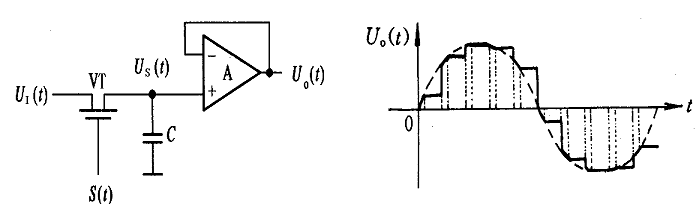 U_I(t)
VT
U_S(t)
C
S(t)
−
A
+
U_o(t)
U_o(t)
0
t